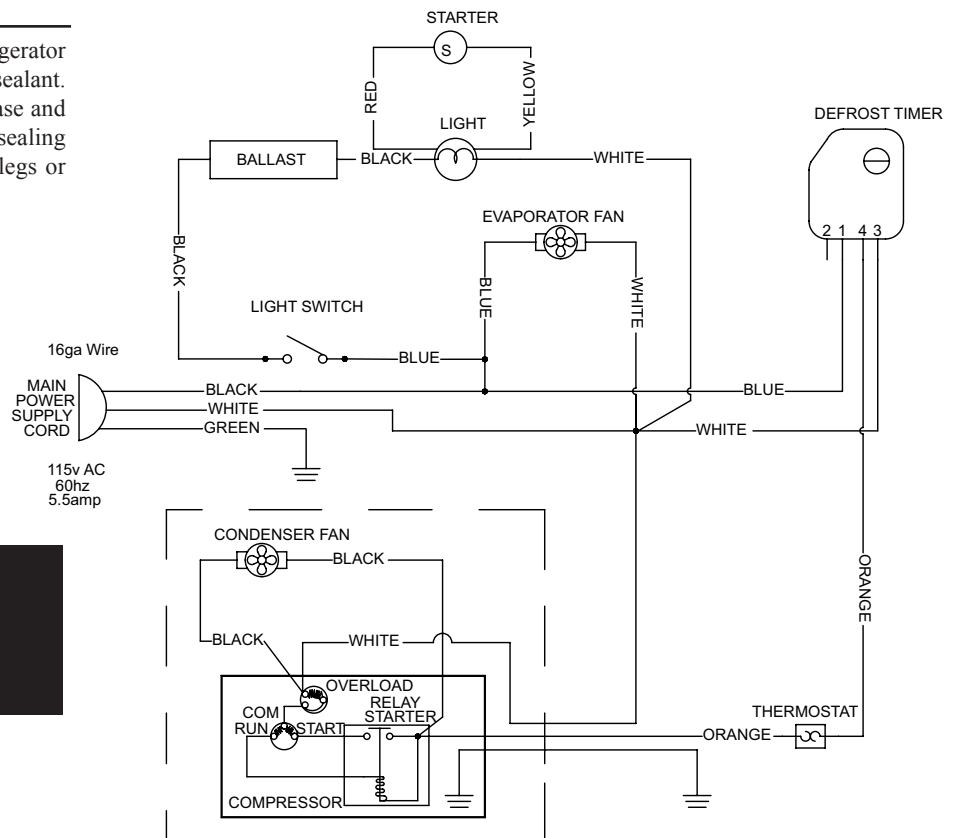 STARTER
gerator
sealant.
ase and
sealing
legs or
S
RED
YELLOW
LIGHT
DEFROST TIMER
BALLAST
BLACK
WHITE
EVAPORATOR FAN
2 1 4 3
BLACK
BLUE
WHITE
LIGHT SWITCH
16ga Wire
BLUE
MAIN
POWER
SUPPLY
CORD
BLACK
BLUE
WHITE
GREEN
WHITE
115v AC
60hz
5.5amp
CONDENSER FAN
BLACK
ORANGE
BLACK
WHITE
OVERLOAD
RELAY
STARTER
COM
RUN
START
THERMOSTAT
ORANGE
COMPRESSOR